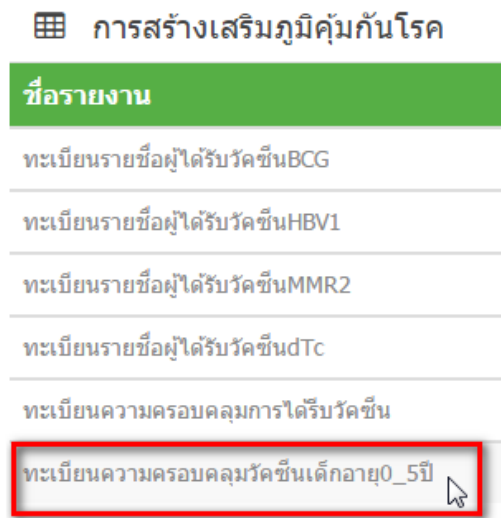 การสร้างเสริมภูมิคุ้มกันโรค
ชื่อรายงาน
ทะเบียนรายชื่อผู้ได้รับวัคซีนBCG
ทะเบียนรายชื่อผู้ได้รับวัคซีนHBV1
ทะเบียนรายชื่อผู้ได้รับวัคซีนMMR2
ทะเบียนรายชื่อผู้ได้รับวัคซีนdTc
ทะเบียนความครอบคลุมการได้รับวัคซีน
ทะเบียนความครอบคลุมวัคซีนเด็กอายุ0_5ปี